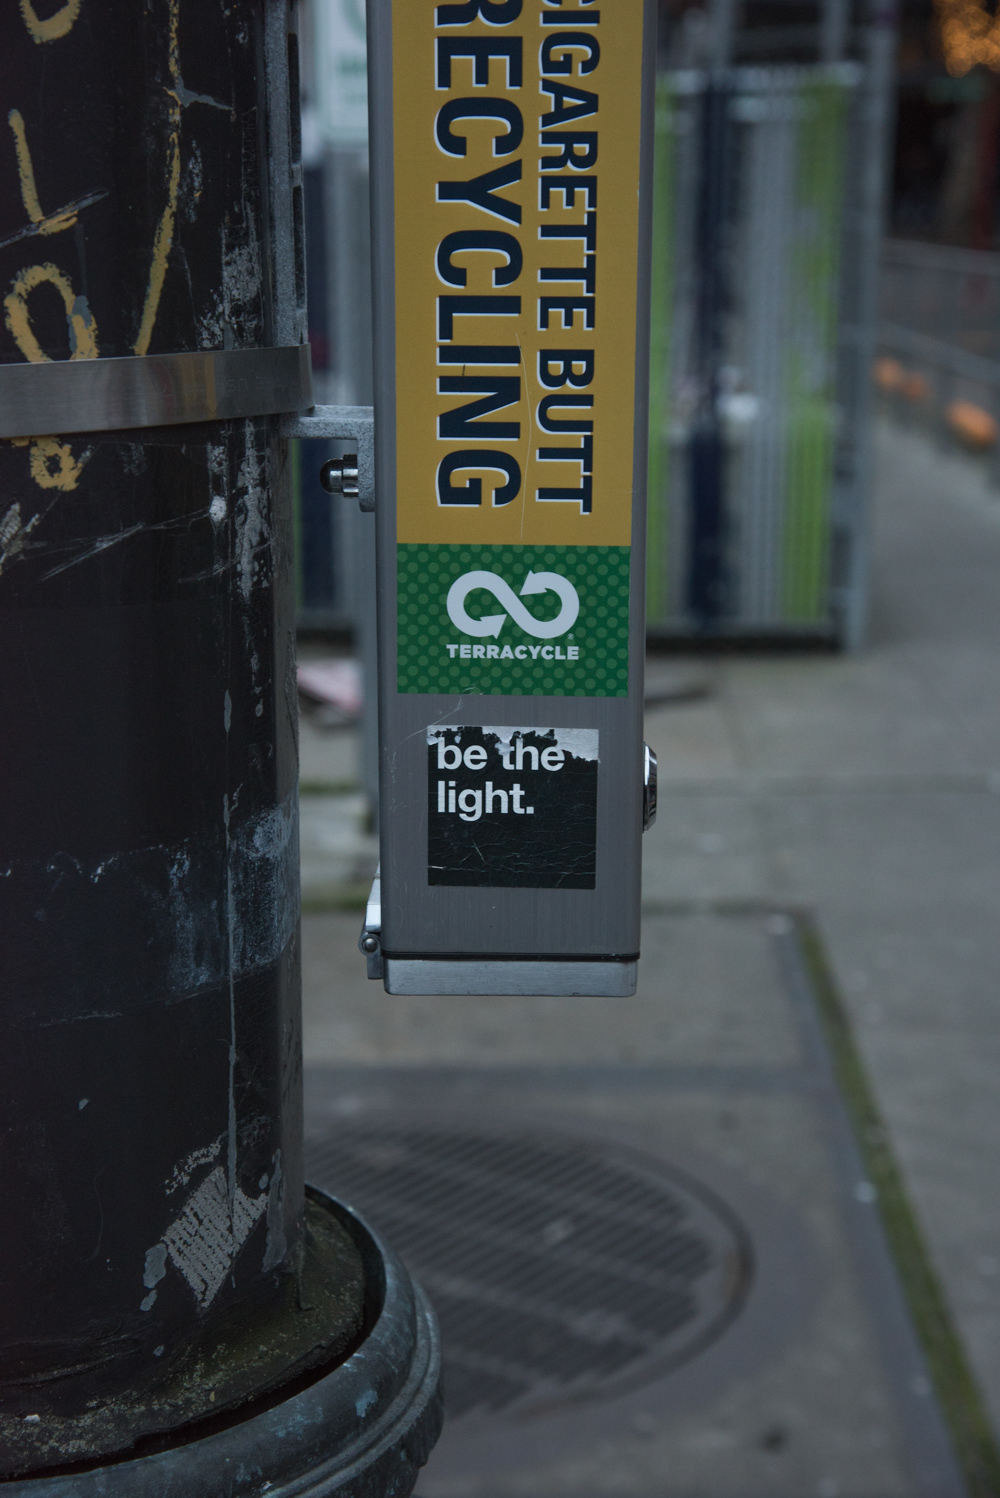 CIGARETTE BUTT
RECYCLING
TERRACYCLE®
be the
light.